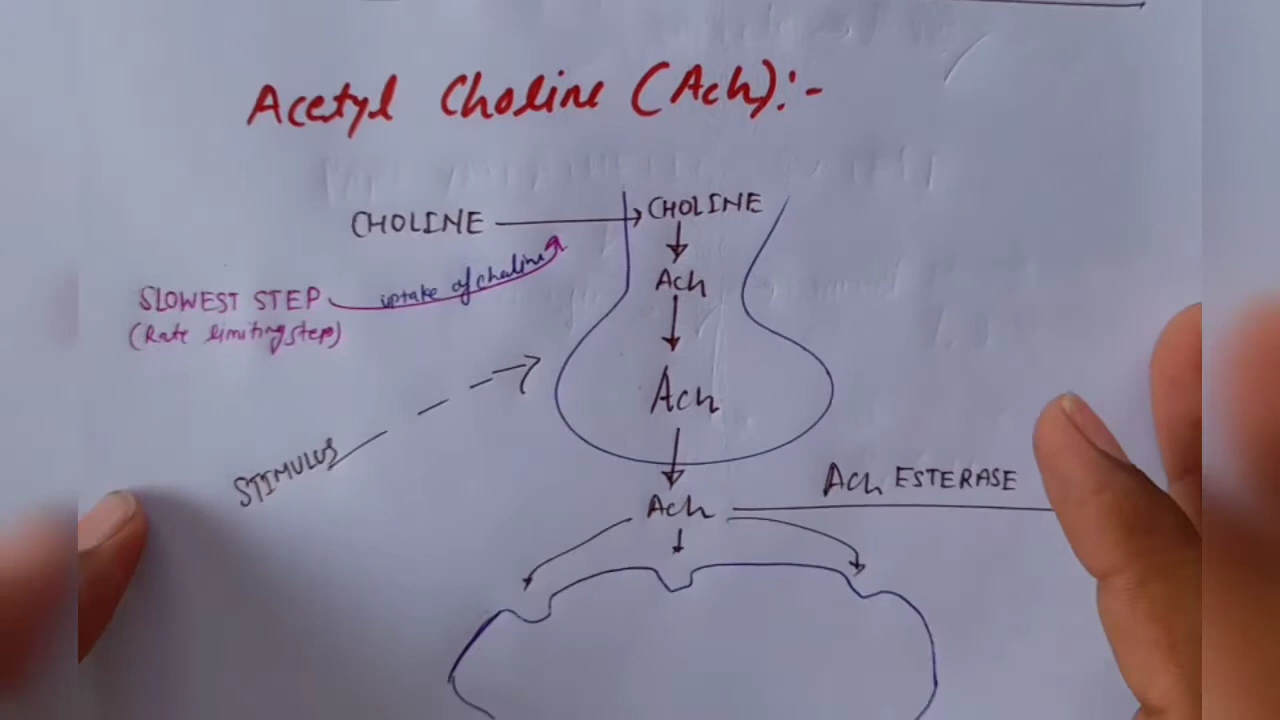 Acetyl Choline (Ach):-
CHOLINE
CHOLINE
Ach
SLOWEST STEP
uptake of choline
(Rate limiting step)
Ach
STIMULUS
Ach ESTERASE
Ach